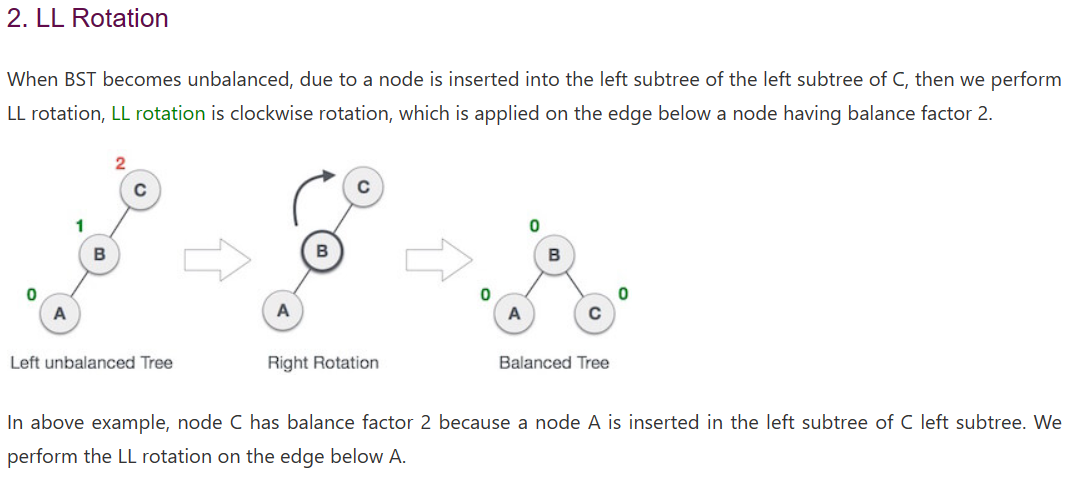 2. LL Rotation
When BST becomes unbalanced, due to a node is inserted into the left subtree of the left subtree of C, then we perform
LL rotation, LL rotation is clockwise rotation, which is applied on the edge below a node having balance factor 2.
2
C
1
B
0
A
C
B
A
0
B
0
A
0
C
Left unbalanced Tree
Right Rotation
Balanced Tree
In above example, node C has balance factor 2 because a node A is inserted in the left subtree of C left subtree. We
perform the LL rotation on the edge below A.